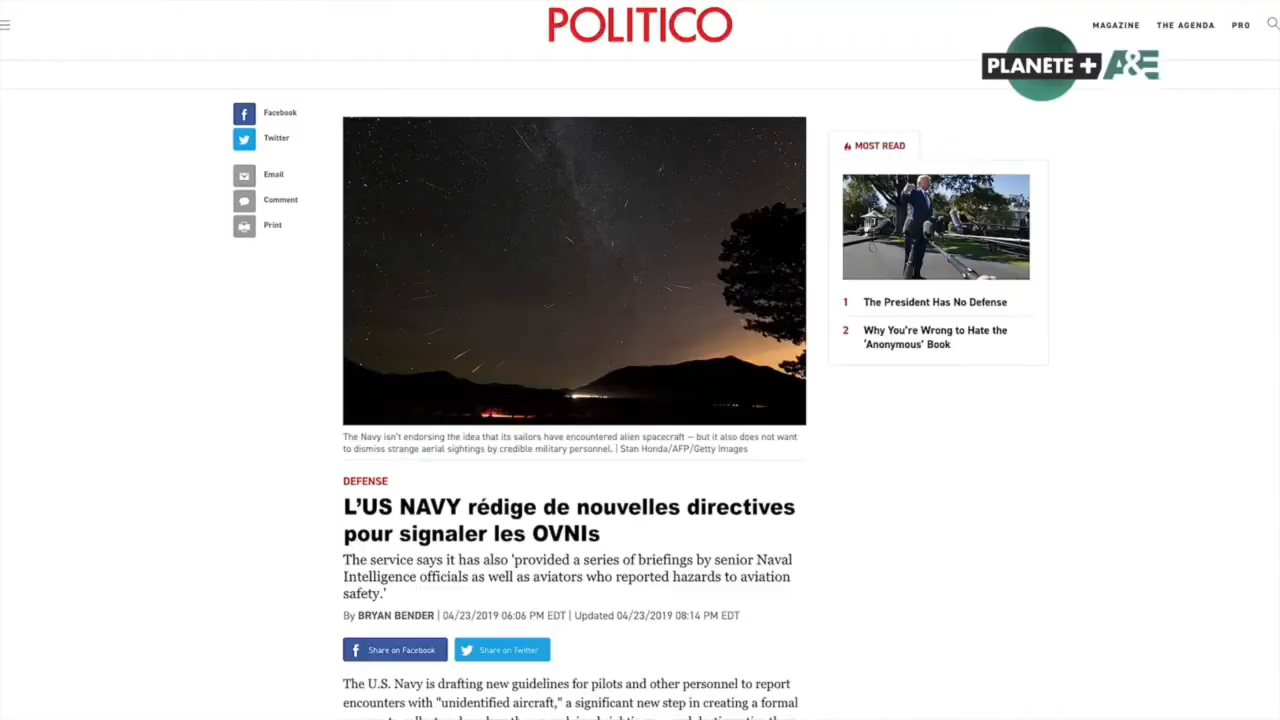 POLITICO
MAGAZINE THE AGENDA PRO
PLANETE + A&E
Facebook
Twitter
Email
Comment
Print
MOST READ
1 The President Has No Defense
2 Why You're Wrong to Hate the
'Anonymous' Book
The Navy isn't endorsing the idea that its sailors have encountered alien spacecraft — but it also does not want
to dismiss strange aerial sightings by credible military personnel. | Stan Honda/AFP/Getty Images
DEFENSE
L'US NAVY rédige de nouvelles directives
pour signaler les OVNIs
The service says it has also 'provided a series of briefings by senior Naval
Intelligence officials as well as aviators who reported hazards to aviation
safety.'
By BRYAN BENDER | 04/23/2019 06:06 PM EDT | Updated 04/23/2019 08:14 PM EDT
Share on Facebook Share on Twitter
The U.S. Navy is drafting new guidelines for pilots and other personnel to report
encounters with "unidentified aircraft," a significant new step in creating a formal